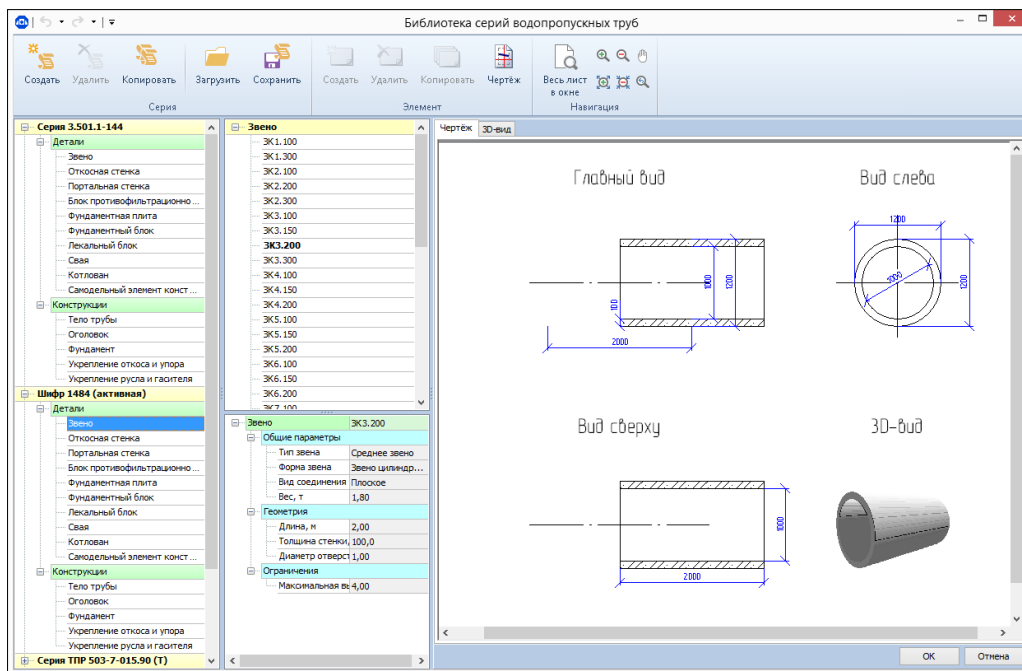 Библиотека серий водопропускных труб
Создать Удалить Копировать Загрузить Сохранить
Серия
Создать Удалить Копировать Чертёж
Элемент
Весь лист
в окне
Навигация
Серия 3.501.1-144
Детали
Звено
Откосная стенка
Портальная стенка
Блок противофильтрационно ...
Фундаментная плита
Фундаментный блок
Лекальный блок
Свая
Котлован
Самодельный элемент конст ...
Конструкции
Тело трубы
Оголовок
Фундамент
Укрепление откоса и упора
Укрепление русла и гасителя
Шифр 1484 (активная)
Детали
Звено
Откосная стенка
Портальная стенка
Блок противофильтрационно ...
Фундаментная плита
Фундаментный блок
Лекальный блок
Свая
Котлован
Самодельный элемент конст ...
Конструкции
Тело трубы
Оголовок
Фундамент
Укрепление откоса и упора
Укрепление русла и гасителя
Серия ТПР 503-7-015.90 (Т)
Звено
ЗК1.100
ЗК1.300
ЗК2.100
ЗК2.200
ЗК2.300
ЗК3.100
ЗК3.150
ЗК3.200
ЗК3.300
ЗК4.100
ЗК4.150
ЗК4.200
ЗК5.100
ЗК5.150
ЗК5.200
ЗК6.100
ЗК6.150
ЗК6.200
ЗК7.100
Звено ЗК3.200
Общие параметры
Тип звена Среднее звено
Форма звена Звено цилиндр...
Вид соединения Плоское
Вес, т 1,80
Геометрия
Длина, м 2,00
Толщина стенки, 100,0
Диаметр отверст 1,00
Ограничения
Максимальная вы 4,00
Чертёж 3D-вид
Главный вид
1000
1200
100
2000
Вид слева
1200
1000
1200
Вид сверху
1000
2000
3D-вид
ОК Отмена